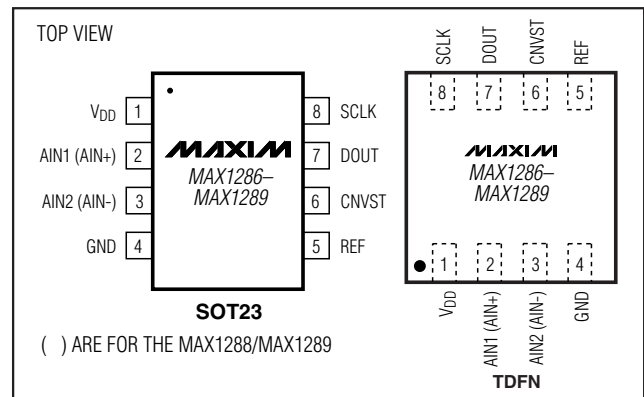 TOP VIEW
VDD 1
AIN1 (AIN+) 2
AIN2 (AIN-) 3
GND 4
MAXIM
MAX1286–
MAX1289
8 SCLK
7 DOUT
6 CNVST
5 REF
SOT23
( ) ARE FOR THE MAX1288/MAX1289
SCLK
DOUT
CNVST
REF
8 7 6 5
MAXIM
MAX1286–
MAX1289
1 2 3 4
VDD
AIN1 (AIN+)
AIN2 (AIN-)
GND
TDFN